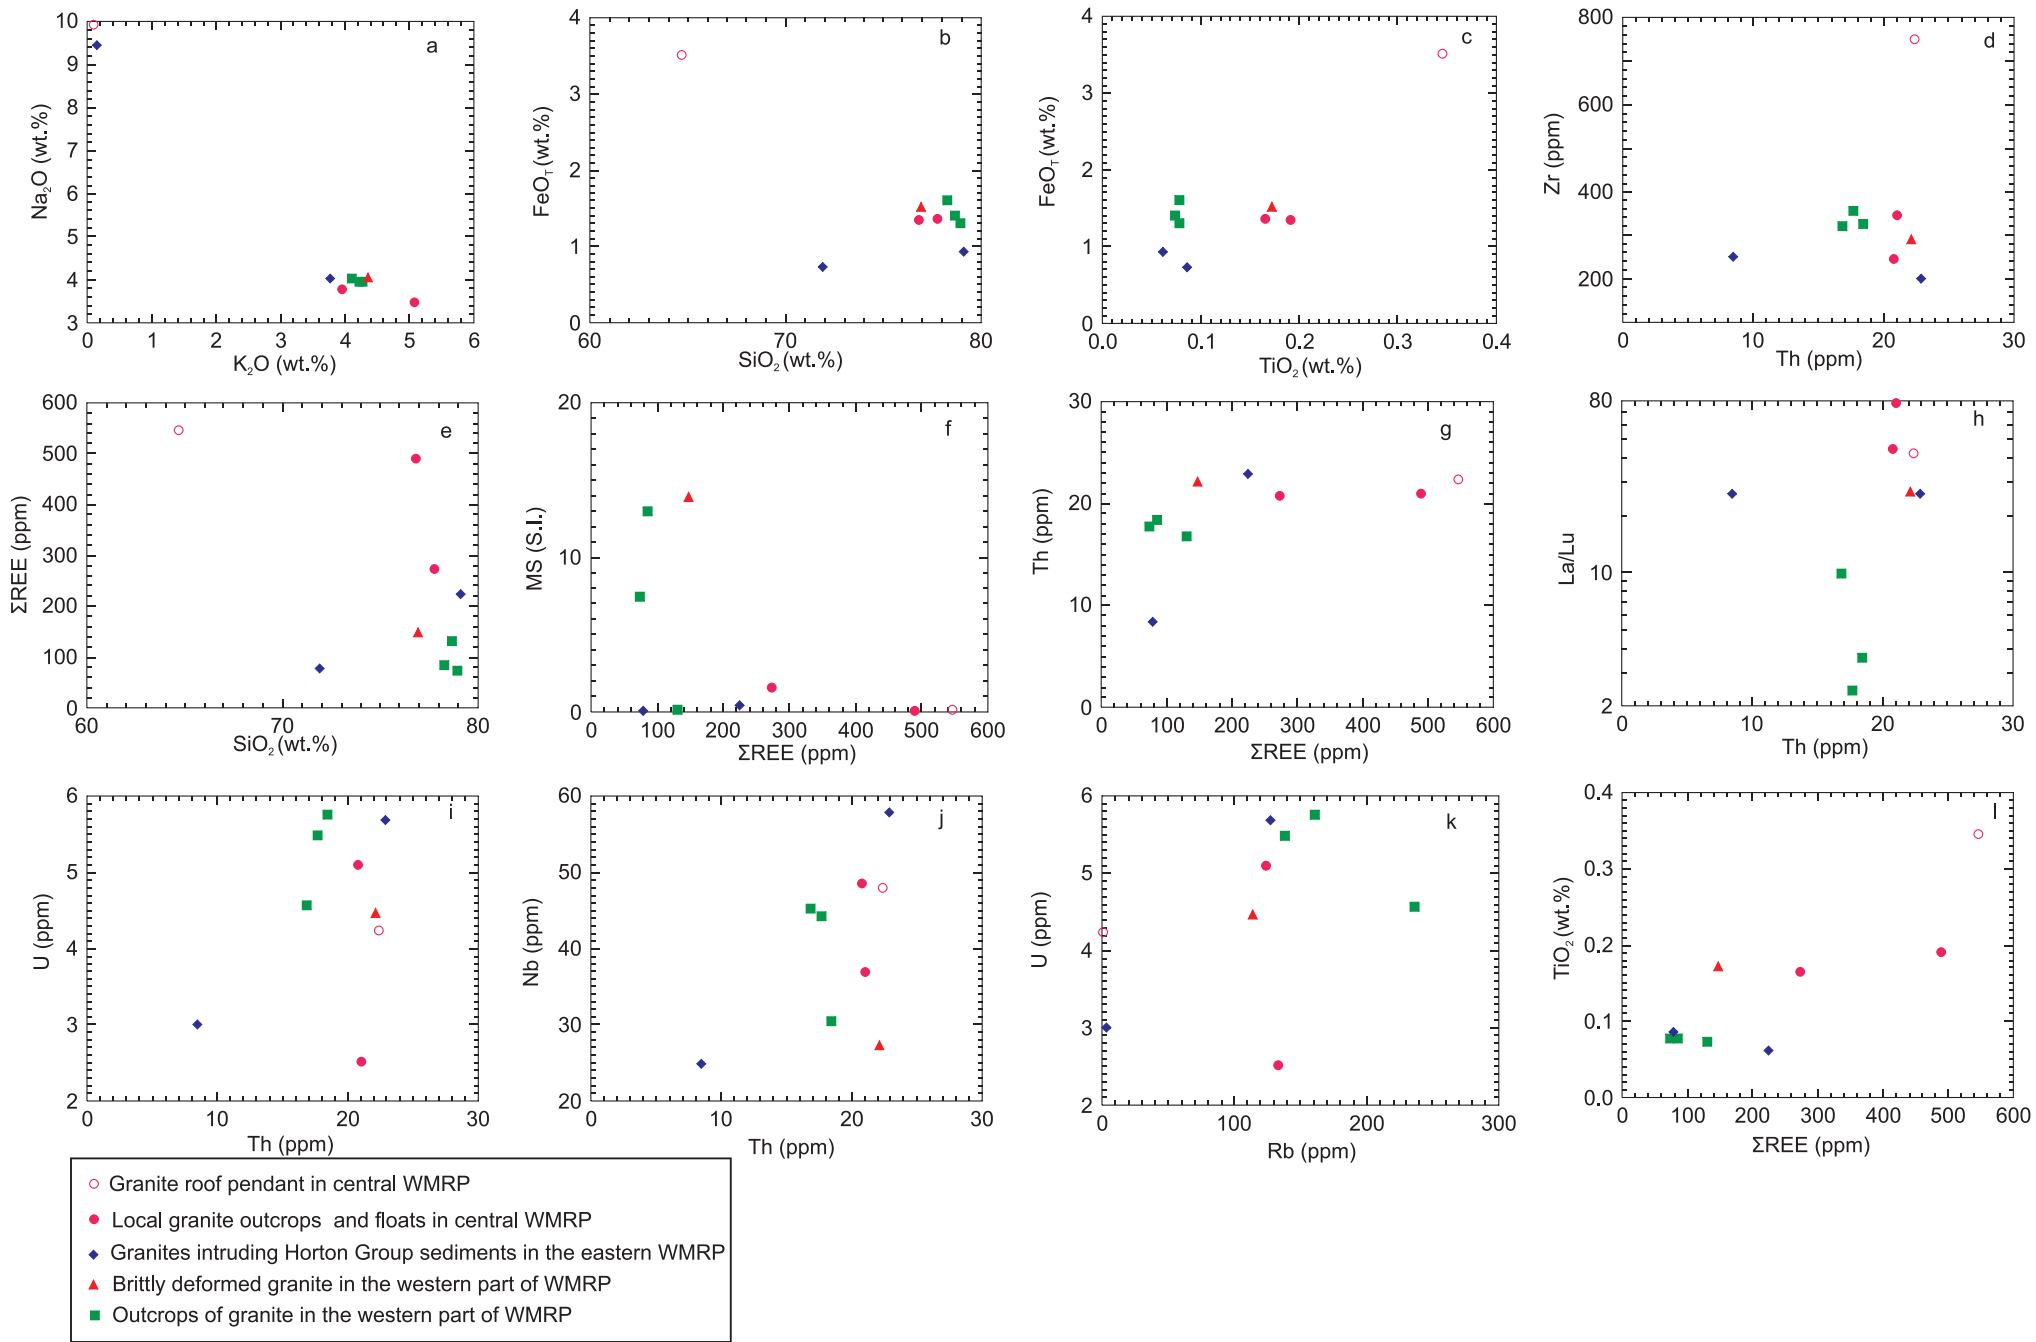 a
10
9
8
7
6
5
4
3
Na₂O (wt.%)
0 1 2 3 4 5 6
K₂O (wt.%)
b
4
3
2
1
0
FeO_T (wt.%)
60 70 80
SiO₂ (wt.%)
c
4
3
2
1
0
FeO_T (wt.%)
0.0 0.1 0.2 0.3 0.4
TiO₂ (wt.%)
d
800
600
400
200
Zr (ppm)
0 10 20 30
Th (ppm)
e
600
500
400
300
200
100
0
ΣREE (ppm)
60 70 80
SiO₂ (wt.%)
f
20
10
0
MS (S.I.)
0 100 200 300 400 500 600
ΣREE (ppm)
g
30
20
10
0
Th (ppm)
0 100 200 300 400 500 600
ΣREE (ppm)
h
80
10
2
La/Lu
0 10 20 30
Th (ppm)
i
6
5
4
3
2
U (ppm)
0 10 20 30
Th (ppm)
j
60
50
40
30
20
Nb (ppm)
0 10 20 30
Th (ppm)
k
6
5
4
3
2
U (ppm)
0 100 200 300
Rb (ppm)
l
0.4
0.3
0.2
0.1
0.0
TiO₂ (wt.%)
0 100 200 300 400 500 600
ΣREE (ppm)
Granite roof pendant in central WMRP
Local granite outcrops and floats in central WMRP
Granites intruding Horton Group sediments in the eastern WMRP
Brittly deformed granite in the western part of WMRP
Outcrops of granite in the western part of WMRP